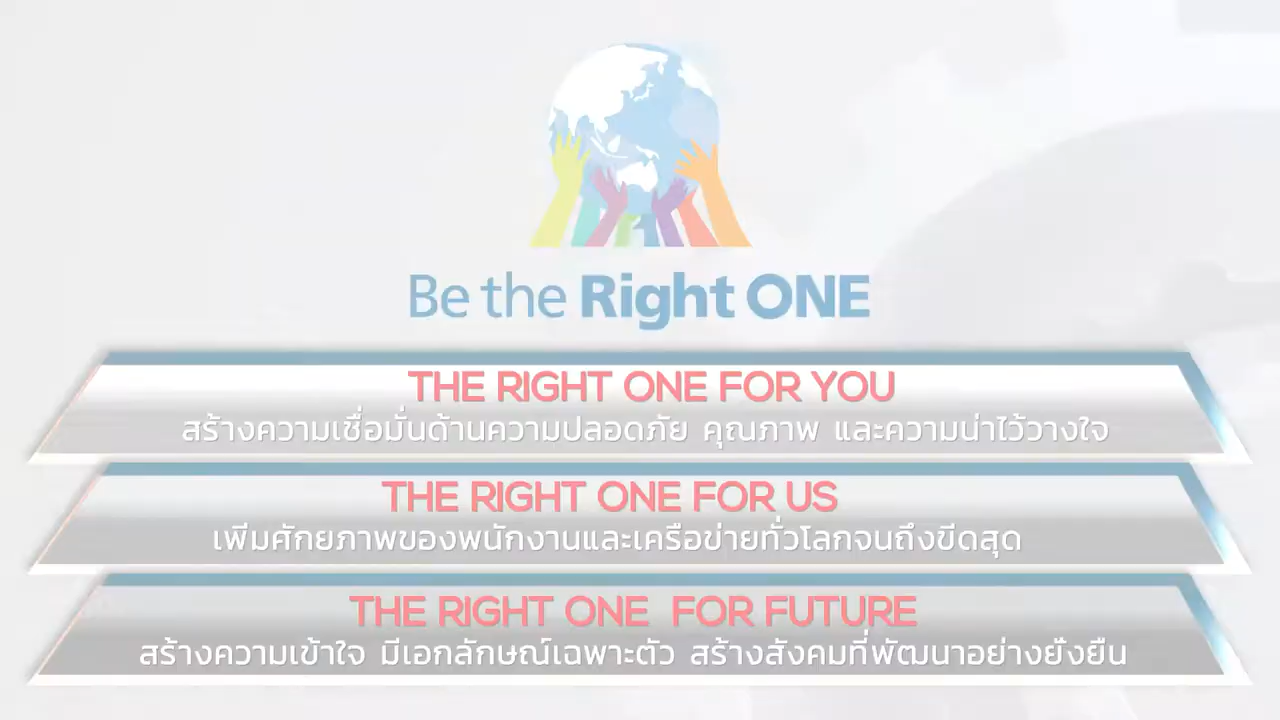 Be the Right ONE
THE RIGHT ONE FOR YOU
สร้างความเชื่อมั่นด้านความปลอดภัย คุณภาพ และความน่าไว้วางใจ
THE RIGHT ONE FOR US
เพิ่มศักยภาพของพนักงานและเครือข่ายทั่วโลกจนถึงขีดสุด
THE RIGHT ONE FOR FUTURE
สร้างความเข้าใจ มีเอกลักษณ์เฉพาะตัว สร้างสังคมที่พัฒนาอย่างยั่งยืน